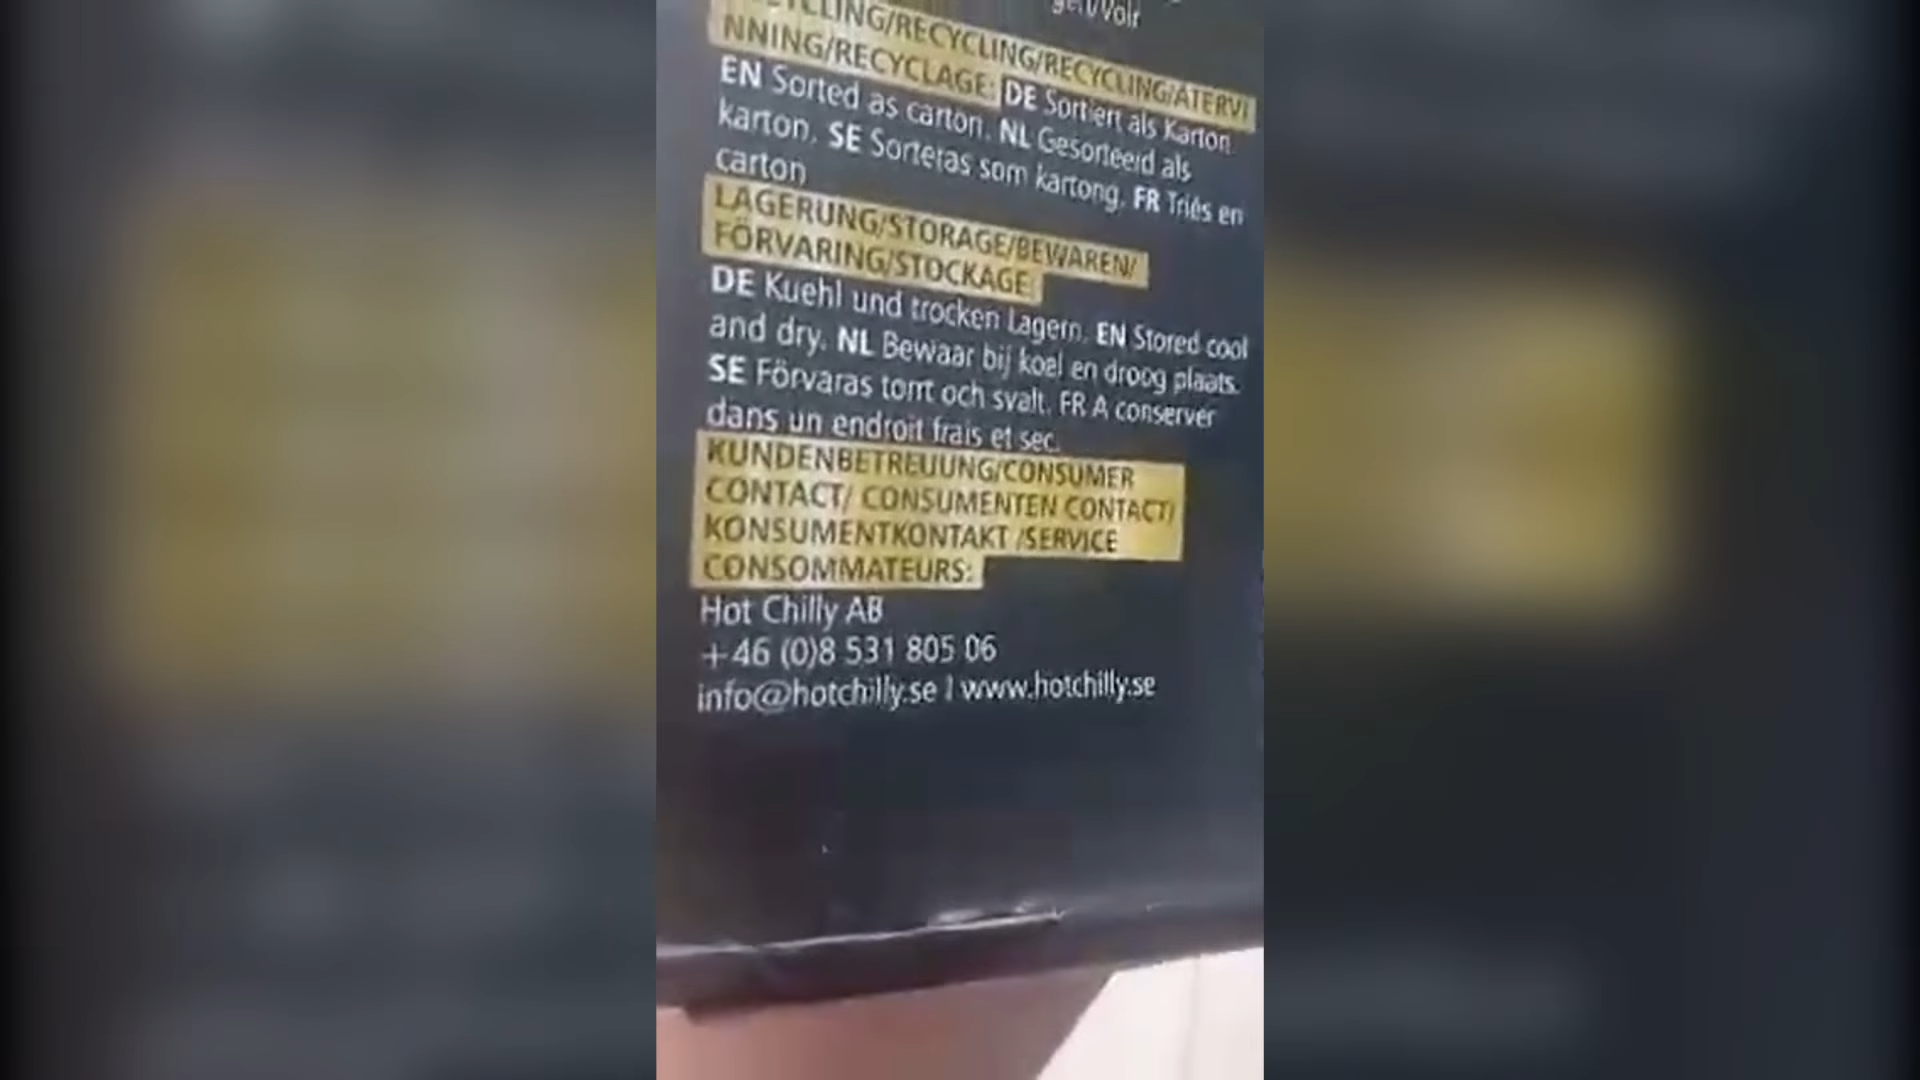 /Voir
CLING/RECYCLING/RECYCLING/ÅTERVI
NNING/RECYCLAGE: DE Sortiert als Karton
EN Sorted as carton. NL Gesorteeid als
karton, SE Sorteras som kartong. FR Triés en
carton
LAGERUNG/STORAGE/BEWAREN/
FÖRVARING/STOCKAGE:
DE Kuehl und trocken Lagern. EN Stored cool
and dry. NL Bewaar bij koel en droog plaats.
SE Förvaras torrt och svalt. FR A conserver
dans un endroit frais et sec.
KUNDENBETREUUNG/CONSUMER
CONTACT/ CONSUMENTEN CONTACT/
KONSUMENTKONTAKT /SERVICE
CONSOMMATEURS:
Hot Chilly AB
+46 (0)8 531 805 06
info@hotchilly.se | www.hotchilly.se